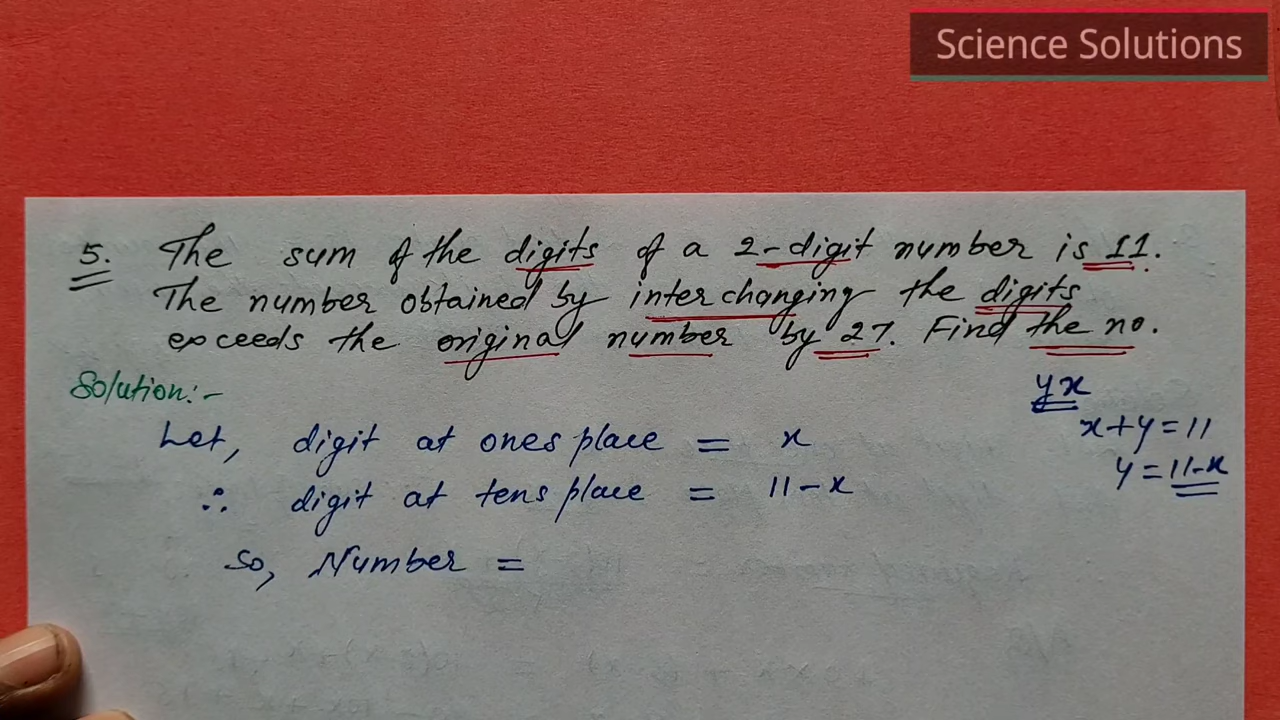 Science Solutions
5. The sum of the digits of a 2-digit number is 11.
The number obtained by interchanging the digits
exceeds the original number by 27. Find the no.
Solution:-
yx
Let, digit at ones place = x
x+y=11
∴ digit at tens place = 11-x
y=11-x
So, Number =